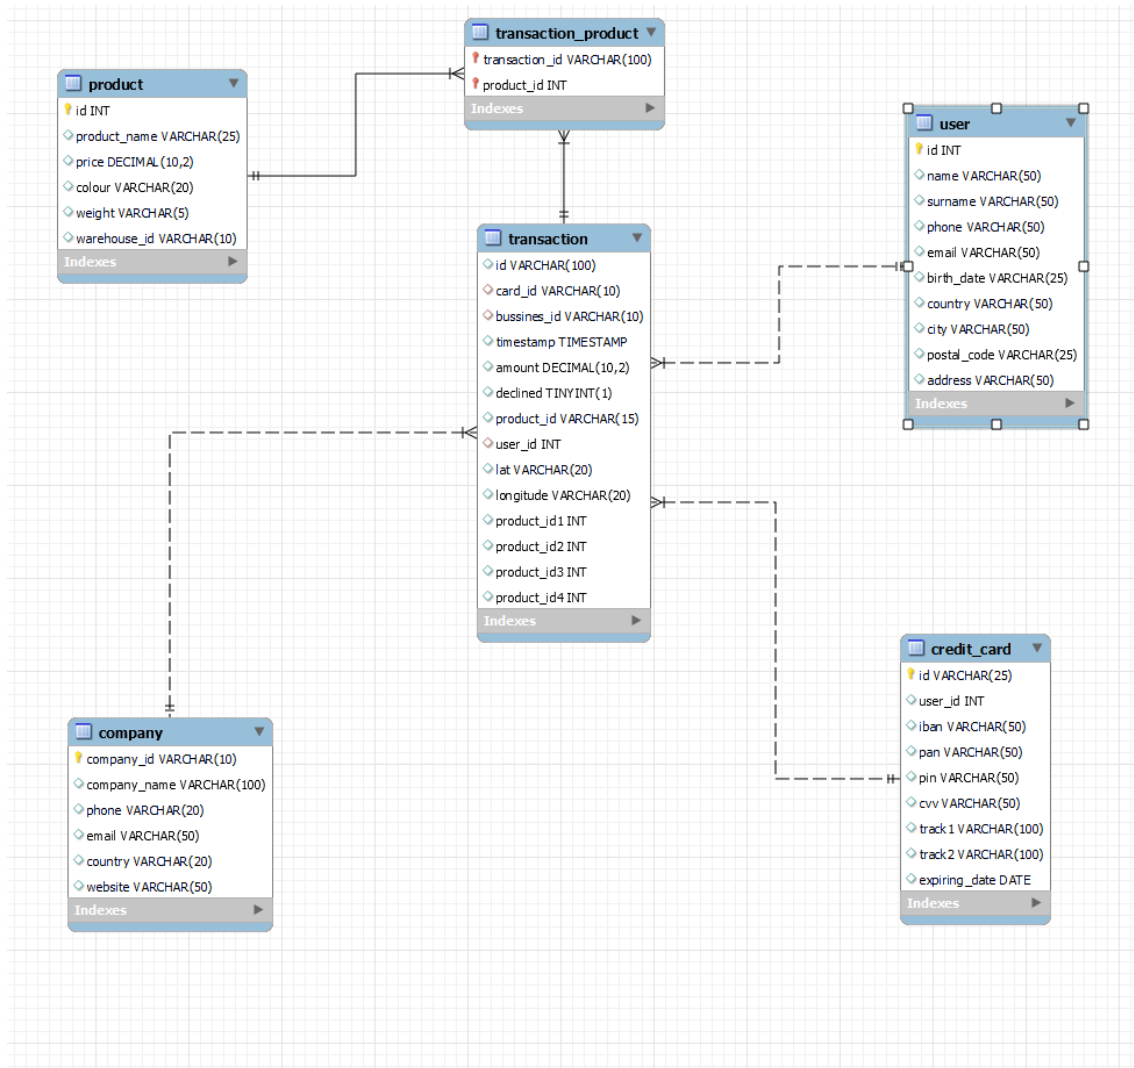 transaction_product
transaction_id VARCHAR(100)
product_id INT
Indexes
product
id INT
product_name VARCHAR(25)
price DECIMAL(10,2)
colour VARCHAR(20)
weight VARCHAR(5)
warehouse_id VARCHAR(10)
Indexes
user
id INT
name VARCHAR(50)
surname VARCHAR(50)
phone VARCHAR(50)
email VARCHAR(50)
birth_date VARCHAR(25)
country VARCHAR(50)
city VARCHAR(50)
postal_code VARCHAR(25)
address VARCHAR(50)
Indexes
transaction
id VARCHAR(100)
card_id VARCHAR(10)
bussines_id VARCHAR(10)
timestamp TIMESTAMP
amount DECIMAL(10,2)
declined TINYINT(1)
product_id VARCHAR(15)
user_id INT
lat VARCHAR(20)
longitude VARCHAR(20)
product_id1 INT
product_id2 INT
product_id3 INT
product_id4 INT
Indexes
company
company_id VARCHAR(10)
company_name VARCHAR(100)
phone VARCHAR(20)
email VARCHAR(50)
country VARCHAR(20)
website VARCHAR(50)
Indexes
credit_card
id VARCHAR(25)
user_id INT
iban VARCHAR(50)
pan VARCHAR(50)
pin VARCHAR(50)
cvv VARCHAR(50)
track1 VARCHAR(100)
track2 VARCHAR(100)
expiring_date DATE
Indexes